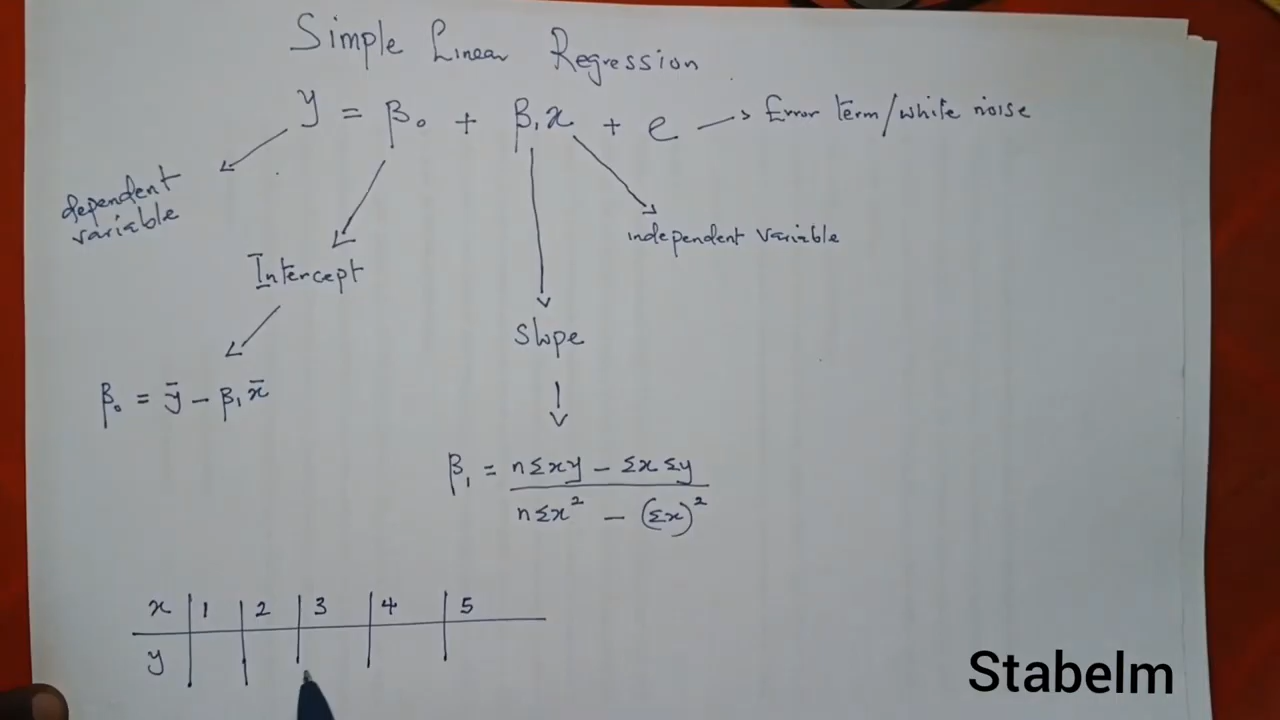 Simple Linear Regression
y = β₀ + β₁x + e → Error term/white noise
dependent
variable
independent variable
Intercept
Slope
β₀ = ȳ - β₁x̄
β₁ = nΣxy - ΣxΣy
nΣx² - (Σx)²
x | 1 | 2 | 3 | 4 | 5
y
Stabelm